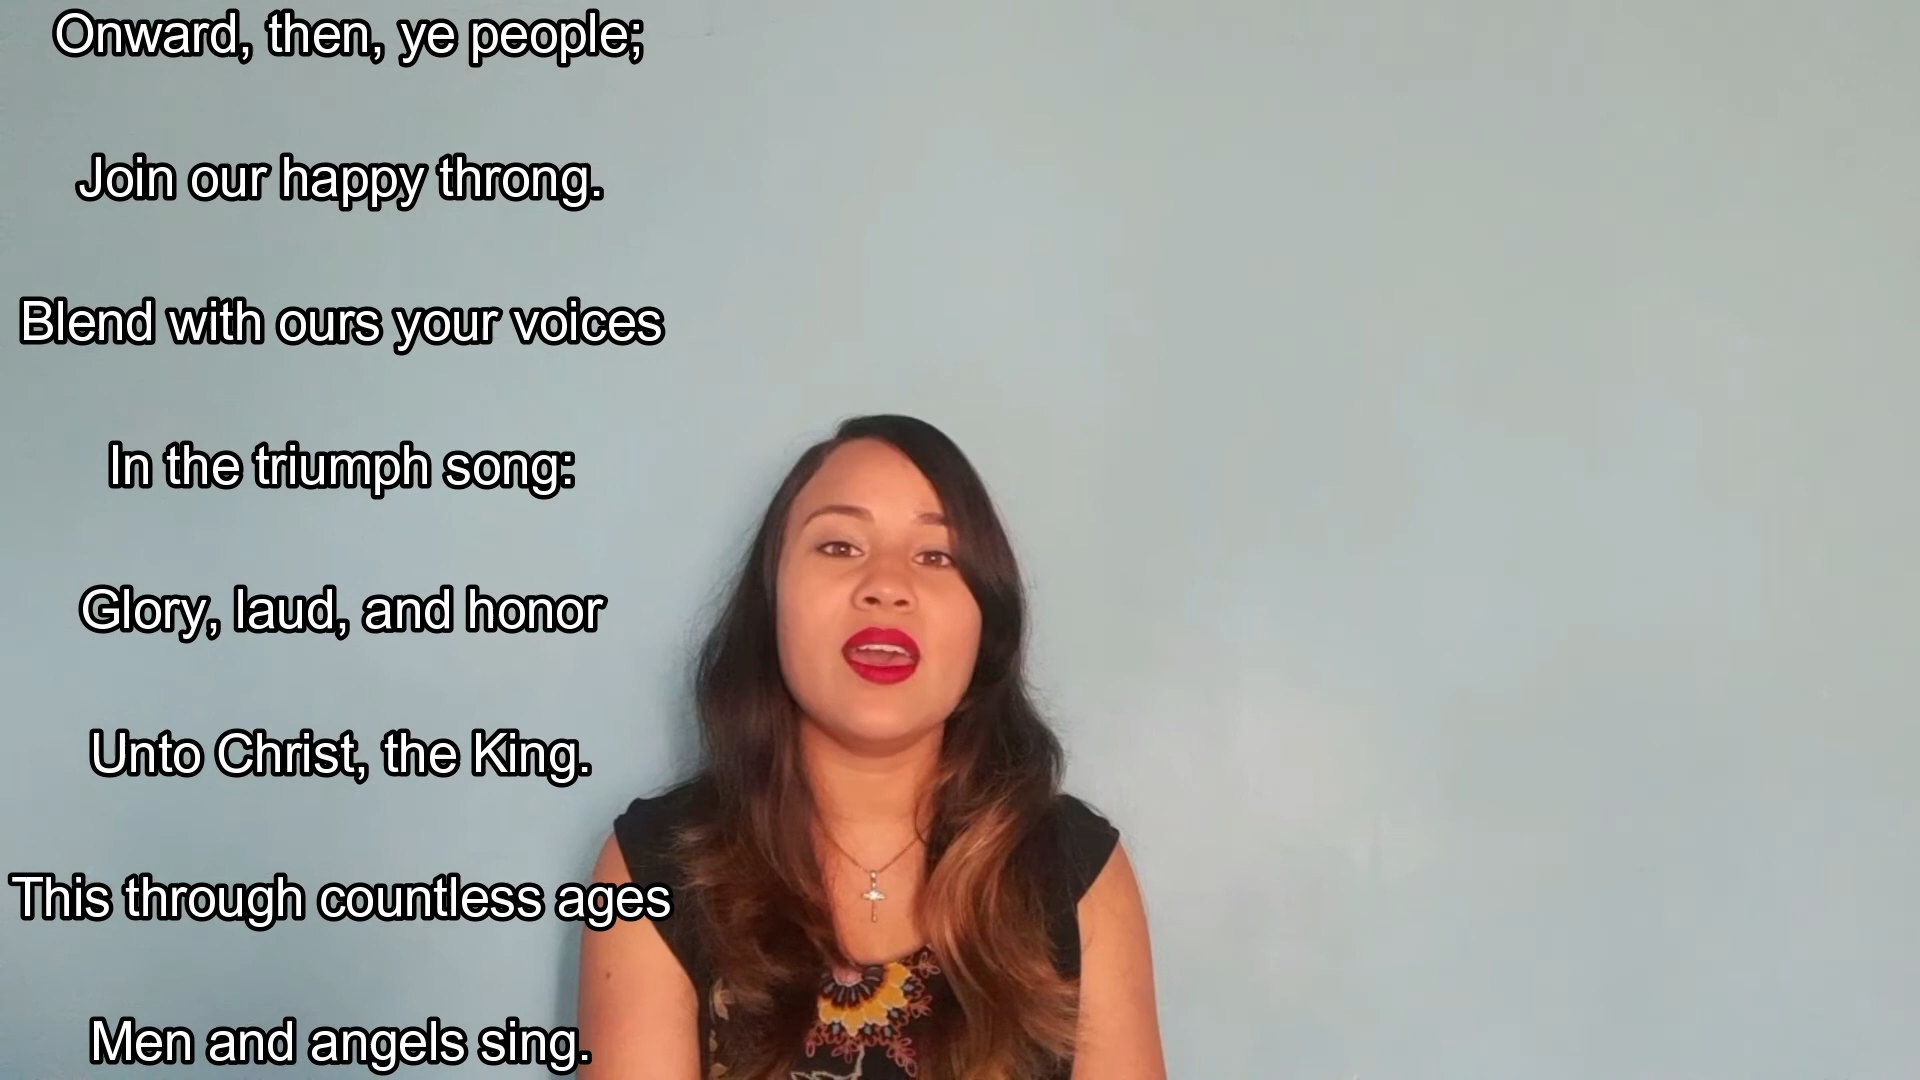 Onward, then, ye people;
Join our happy throng.
Blend with ours your voices
In the triumph song:
Glory, laud, and honor
Unto Christ, the King.
This through countless ages
Men and angels sing.